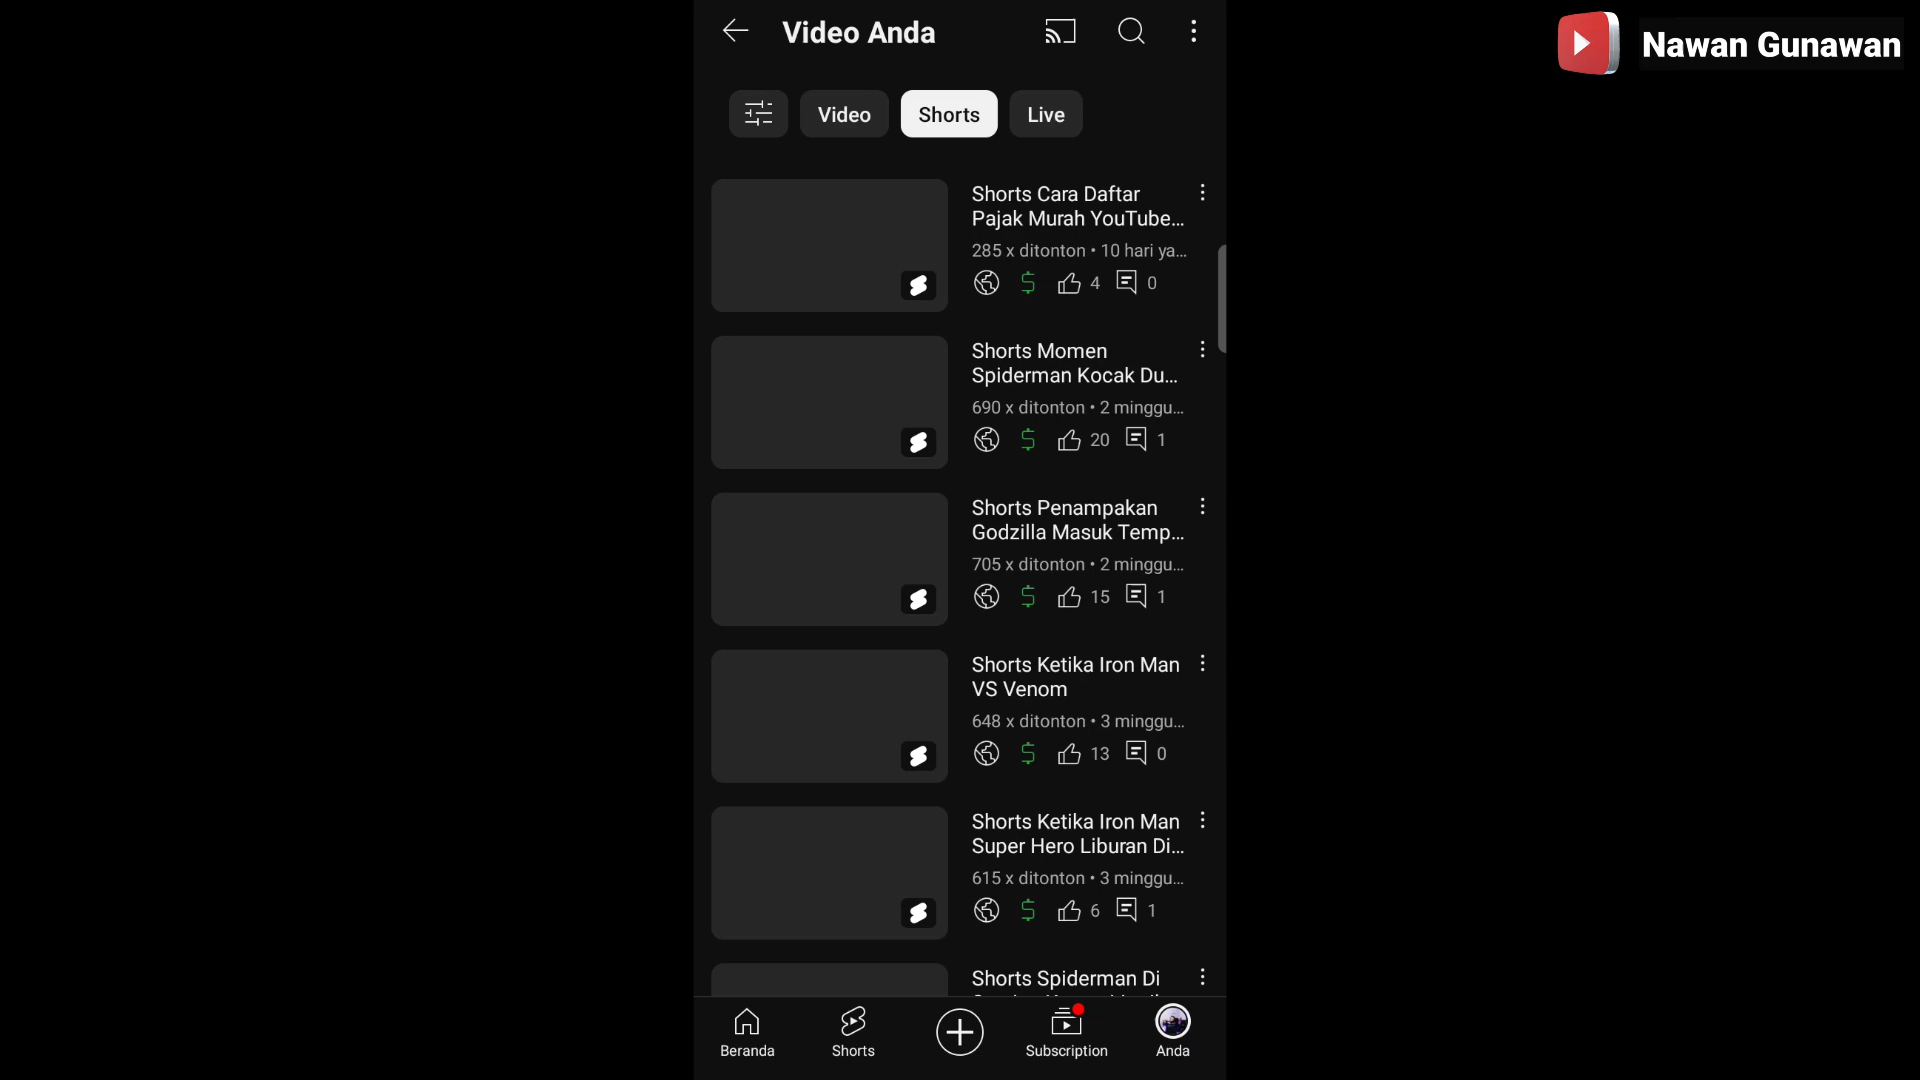 Video Anda
Nawan Gunawan
Video
Shorts
Live
Shorts Cara Daftar
Pajak Murah YouTube...
285 x ditonton • 10 hari ya...
4
0
Shorts Momen
Spiderman Kocak Du...
690 x ditonton • 2 minggu...
20
1
Shorts Penampakan
Godzilla Masuk Temp...
705 x ditonton • 2 minggu...
15
1
Shorts Ketika Iron Man
VS Venom
648 x ditonton • 3 minggu...
13
0
Shorts Ketika Iron Man
Super Hero Liburan Di...
615 x ditonton • 3 minggu...
6
1
Shorts Spiderman Di
Beranda
Shorts
Subscription
Anda